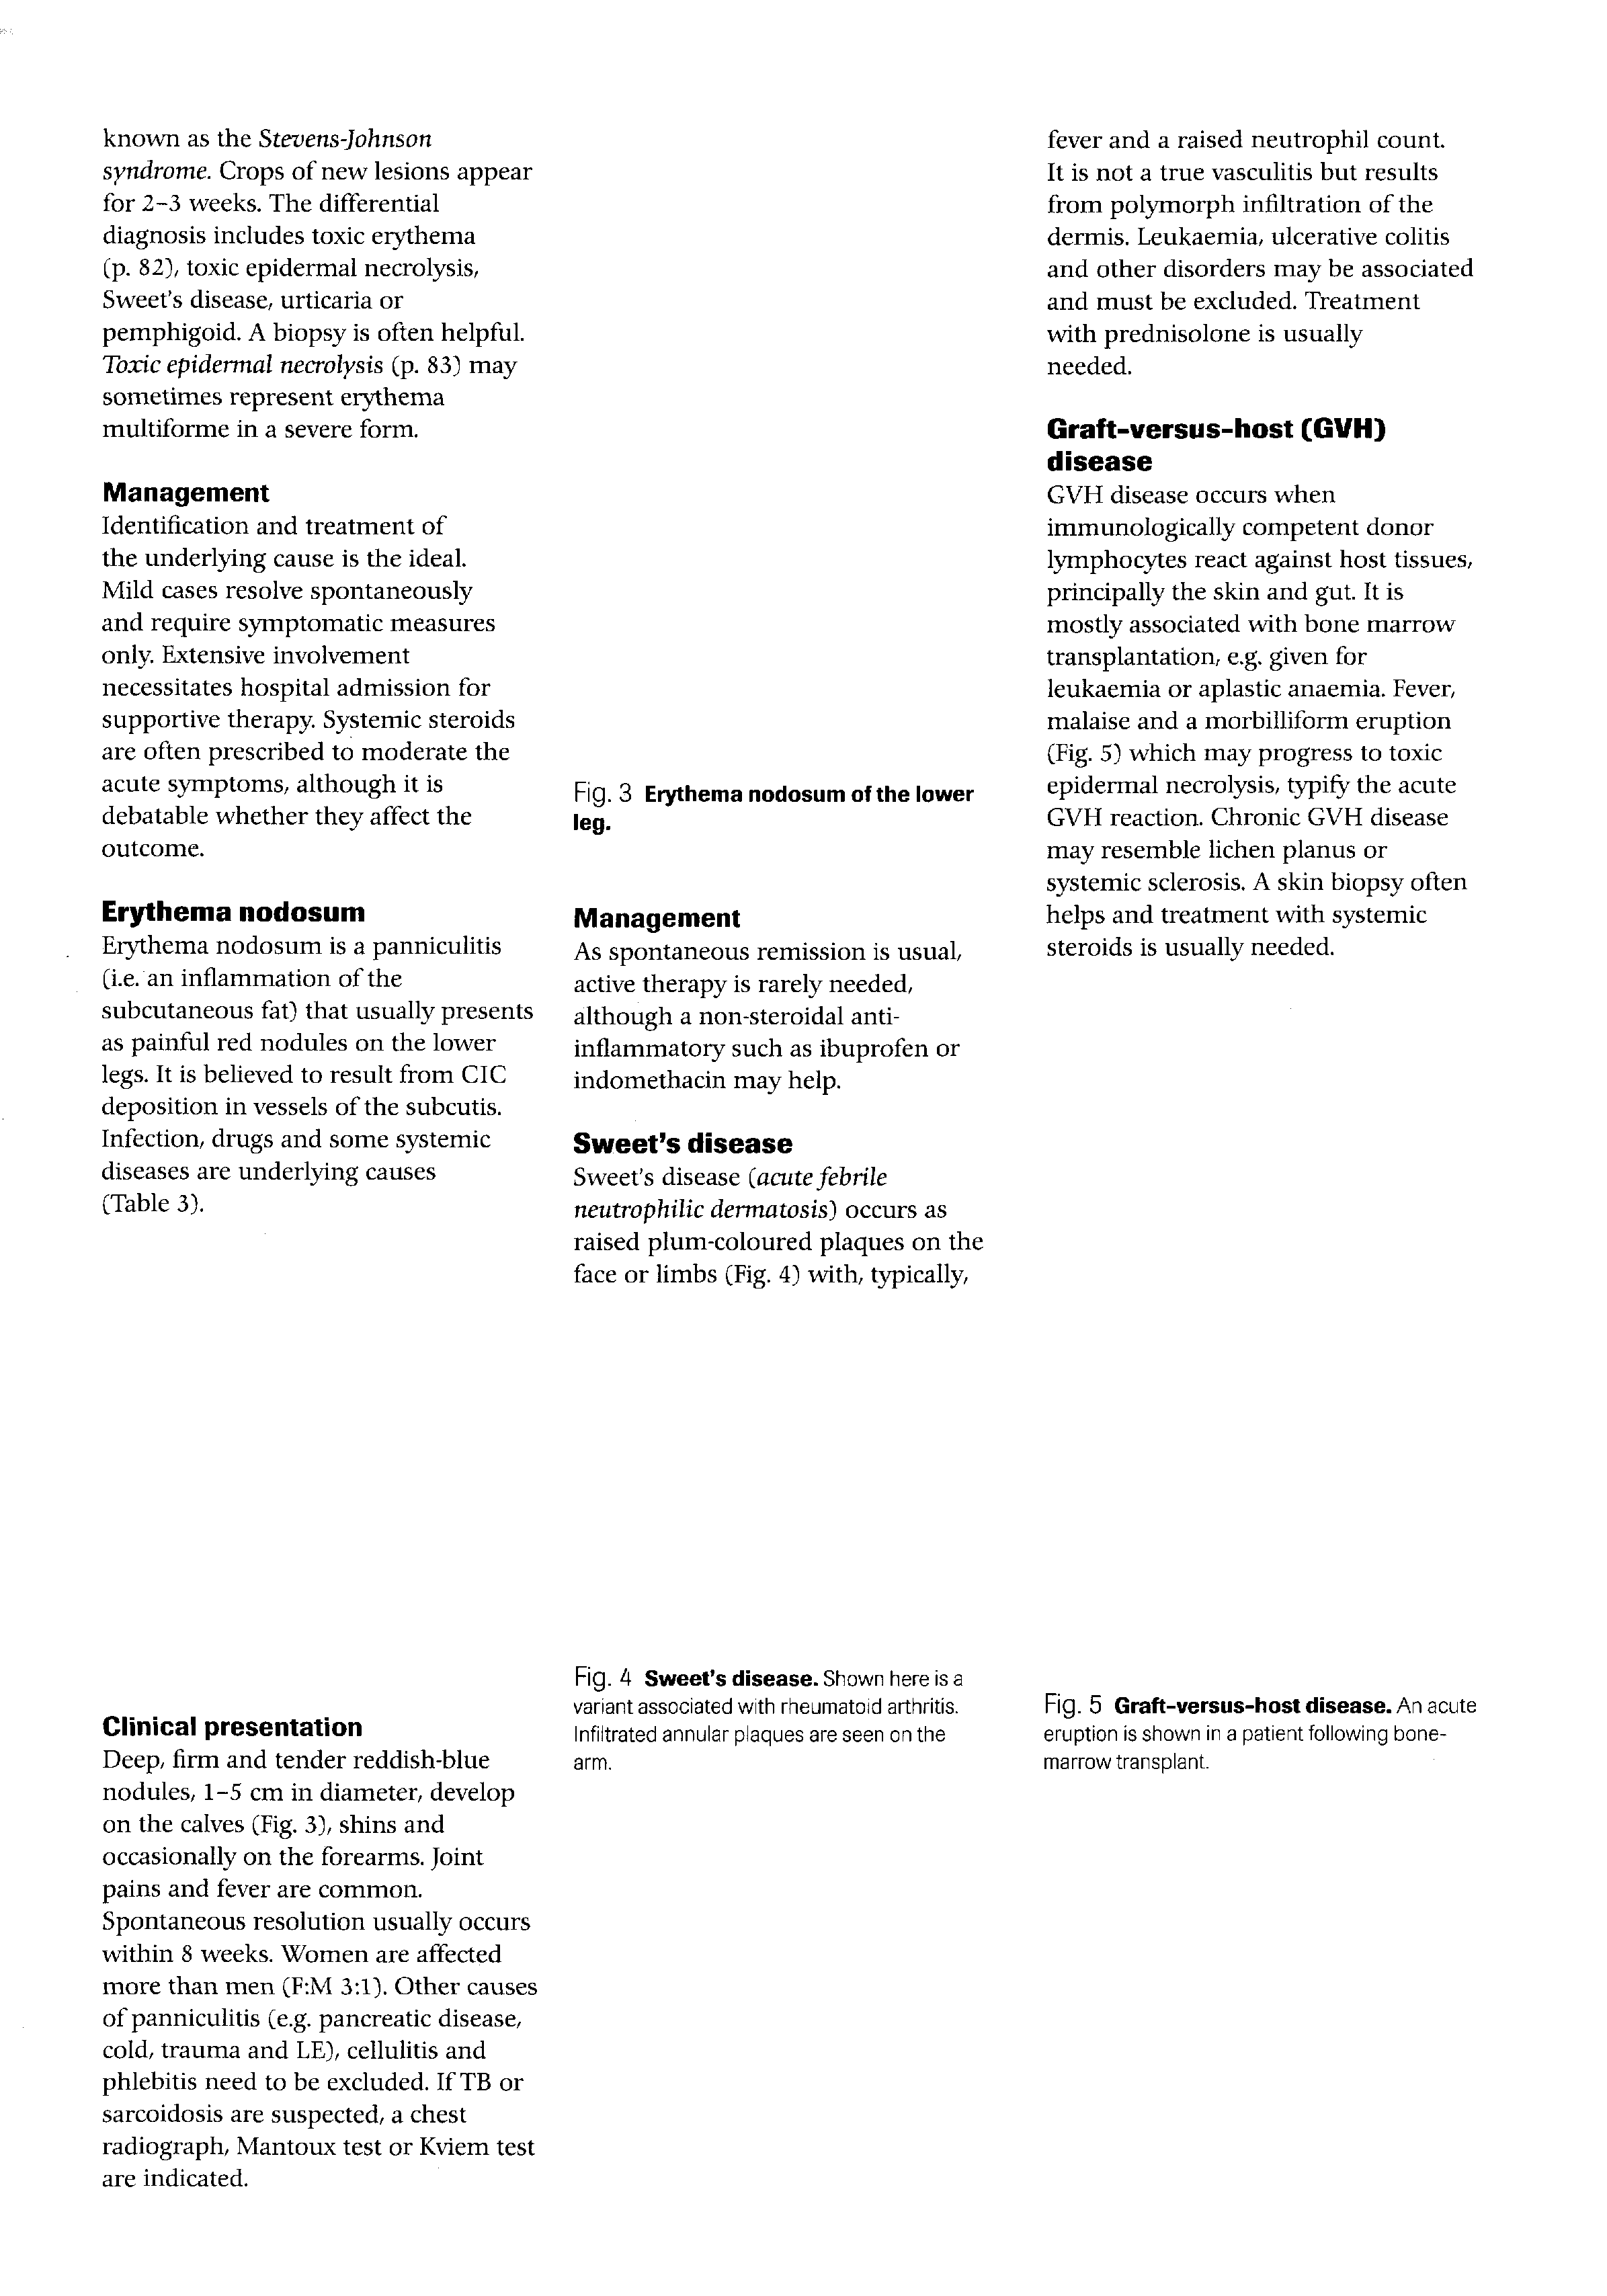 known as the Stevens-Johnson
syndrome. Crops of new lesions appear
for 2–3 weeks. The differential
diagnosis includes toxic erythema
(p. 82), toxic epidermal necrolysis,
Sweet's disease, urticaria or
pemphigoid. A biopsy is often helpful.
Toxic epidermal necrolysis (p. 83) may
sometimes represent erythema
multiforme in a severe form.
Management
Identification and treatment of
the underlying cause is the ideal.
Mild cases resolve spontaneously
and require symptomatic measures
only. Extensive involvement
necessitates hospital admission for
supportive therapy. Systemic steroids
are often prescribed to moderate the
acute symptoms, although it is
debatable whether they affect the
outcome.
Erythema nodosum
Erythema nodosum is a panniculitis
(i.e. an inflammation of the
subcutaneous fat) that usually presents
as painful red nodules on the lower
legs. It is believed to result from CIC
deposition in vessels of the subcutis.
Infection, drugs and some systemic
diseases are underlying causes
(Table 3).
Clinical presentation
Deep, firm and tender reddish-blue
nodules, 1–5 cm in diameter, develop
on the calves (Fig. 3), shins and
occasionally on the forearms. Joint
pains and fever are common.
Spontaneous resolution usually occurs
within 8 weeks. Women are affected
more than men (F:M 3:1). Other causes
of panniculitis (e.g. pancreatic disease,
cold, trauma and LE), cellulitis and
phlebitis need to be excluded. If TB or
sarcoidosis are suspected, a chest
radiograph, Mantoux test or Kviem test
are indicated.
Fig. 3 Erythema nodosum of the lower
leg.
Management
As spontaneous remission is usual,
active therapy is rarely needed,
although a non-steroidal anti-
inflammatory such as ibuprofen or
indomethacin may help.
Sweet's disease
Sweet's disease (acute febrile
neutrophilic dermatosis) occurs as
raised plum-coloured plaques on the
face or limbs (Fig. 4) with, typically,
Fig. 4 Sweet's disease. Shown here is a
variant associated with rheumatoid arthritis.
Infiltrated annular plaques are seen on the
arm.
fever and a raised neutrophil count.
It is not a true vasculitis but results
from polymorph infiltration of the
dermis. Leukaemia, ulcerative colitis
and other disorders may be associated
and must be excluded. Treatment
with prednisolone is usually
needed.
Graft-versus-host (GVH)
disease
GVH disease occurs when
immunologically competent donor
lymphocytes react against host tissues,
principally the skin and gut. It is
mostly associated with bone marrow
transplantation, e.g. given for
leukaemia or aplastic anaemia. Fever,
malaise and a morbilliform eruption
(Fig. 5) which may progress to toxic
epidermal necrolysis, typify the acute
GVH reaction. Chronic GVH disease
may resemble lichen planus or
systemic sclerosis. A skin biopsy often
helps and treatment with systemic
steroids is usually needed.
Fig. 5 Graft-versus-host disease. An acute
eruption is shown in a patient following bone-
marrow transplant.